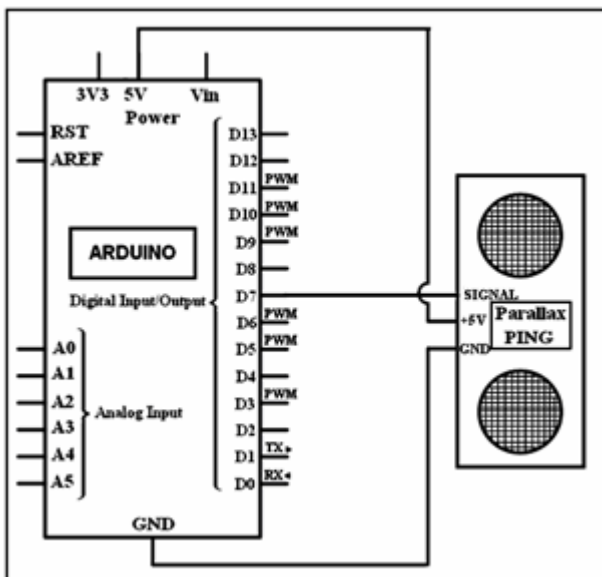 3V3 5V Vin
Power
RST
AREF
ARDUINO
Digital Input/Output
A0
A1
A2
A3
A4
A5
Analog Input
D13
D12
D11 PWM
D10 PWM
D9 PWM
D8
D7
D6 PWM
D5 PWM
D4
D3 PWM
D2
D1 TX▸
D0 RX◂
GND
SIGNAL
+5V
GND
Parallax
PING